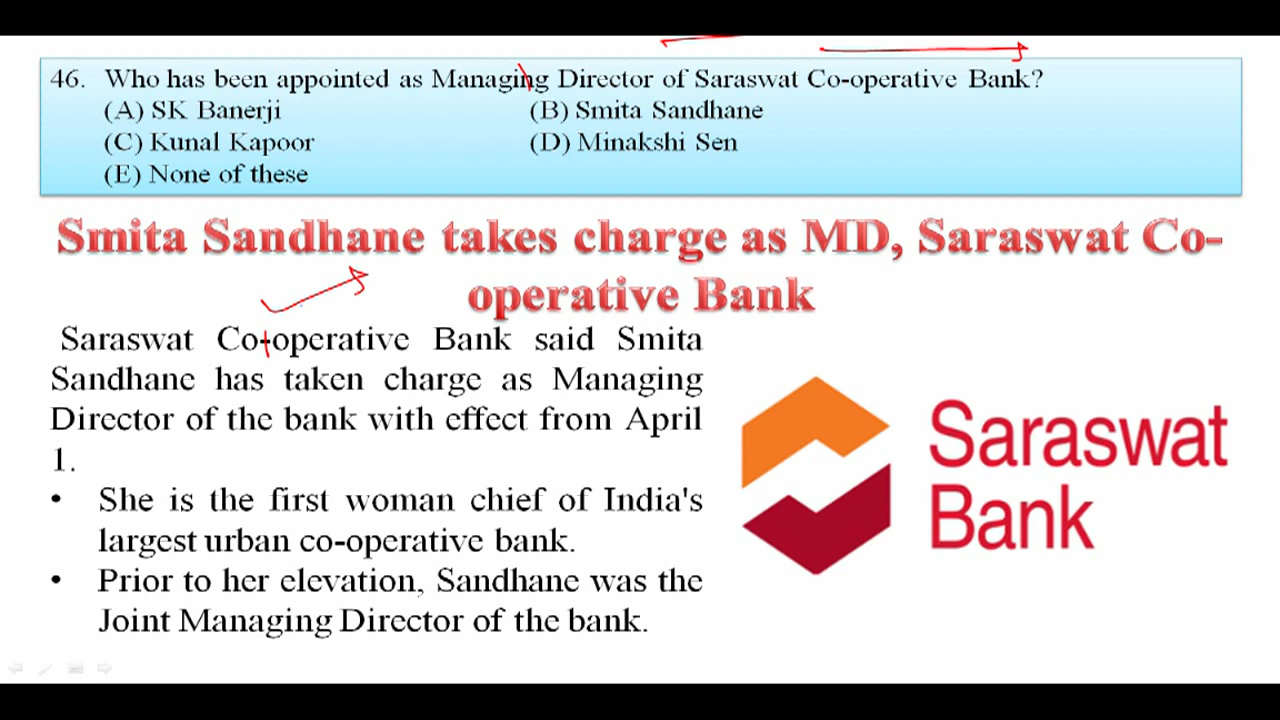 46. Who has been appointed as Managing Director of Saraswat Co-operative Bank?
(A) SK Banerji (B) Smita Sandhane
(C) Kunal Kapoor (D) Minakshi Sen
(E) None of these
Smita Sandhane takes charge as MD, Saraswat Co-
operative Bank
Saraswat Co-operative Bank said Smita
Sandhane has taken charge as Managing
Director of the bank with effect from April
1.
• She is the first woman chief of India's
largest urban co-operative bank.
• Prior to her elevation, Sandhane was the
Joint Managing Director of the bank.
Saraswat
Bank